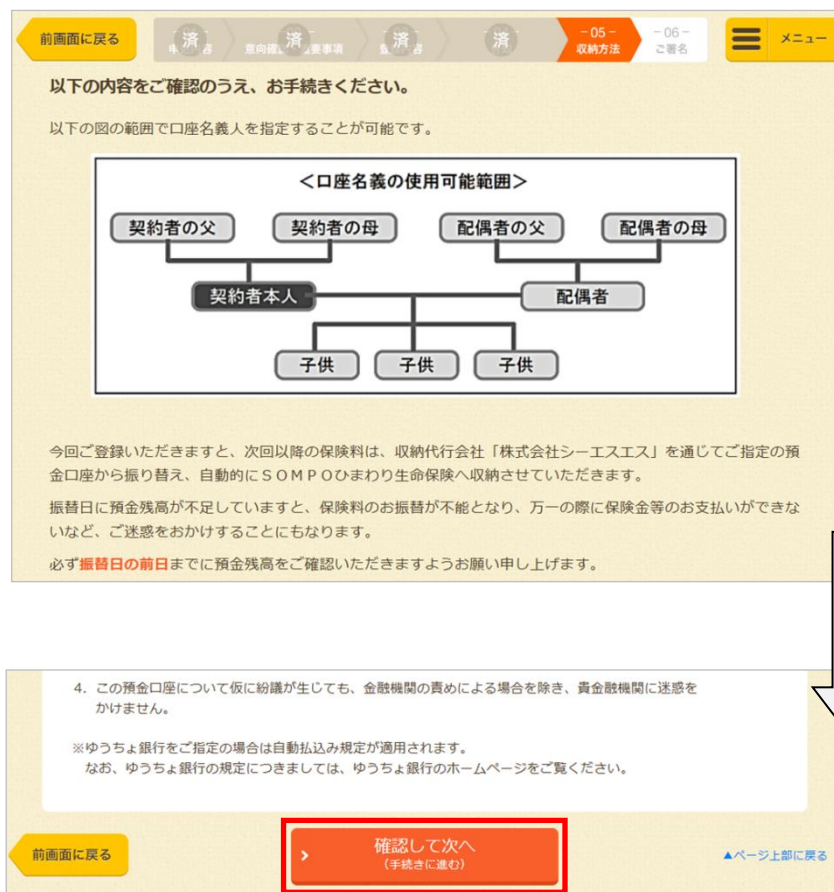 前画面に戻る
済
済
済
済
-05-
収納方法
-06-
ご署名
メニュー
以下の内容をご確認のうえ、お手続きください。
以下の図の範囲で口座名義人を指定することが可能です。
＜口座名義の使用可能範囲＞
契約者の父 契約者の母 配偶者の父 配偶者の母
契約者本人 配偶者
子供 子供 子供
今回ご登録いただきますと、次回以降の保険料は、収納代行会社「株式会社シーエスエス」を通じてご指定の預
金口座から振り替え、自動的にＳＯＭＰＯひまわり生命保険へ収納させていただきます。
振替日に預金残高が不足していますと、保険料のお振替が不能となり、万一の際に保険金等のお支払いができな
いなど、ご迷惑をおかけすることにもなります。
必ず振替日の前日までに預金残高をご確認いただきますようお願い申し上げます。
4. この預金口座について仮に紛議が生じても、金融機関の責めによる場合を除き、貴金融機関に迷惑を
かけません。
※ゆうちょ銀行をご指定の場合は自動払込み規定が適用されます。
なお、ゆうちょ銀行の規定につきましては、ゆうちょ銀行のホームページをご覧ください。
前画面に戻る
確認して次へ
（手続きに進む）
▲ページ上部に戻る